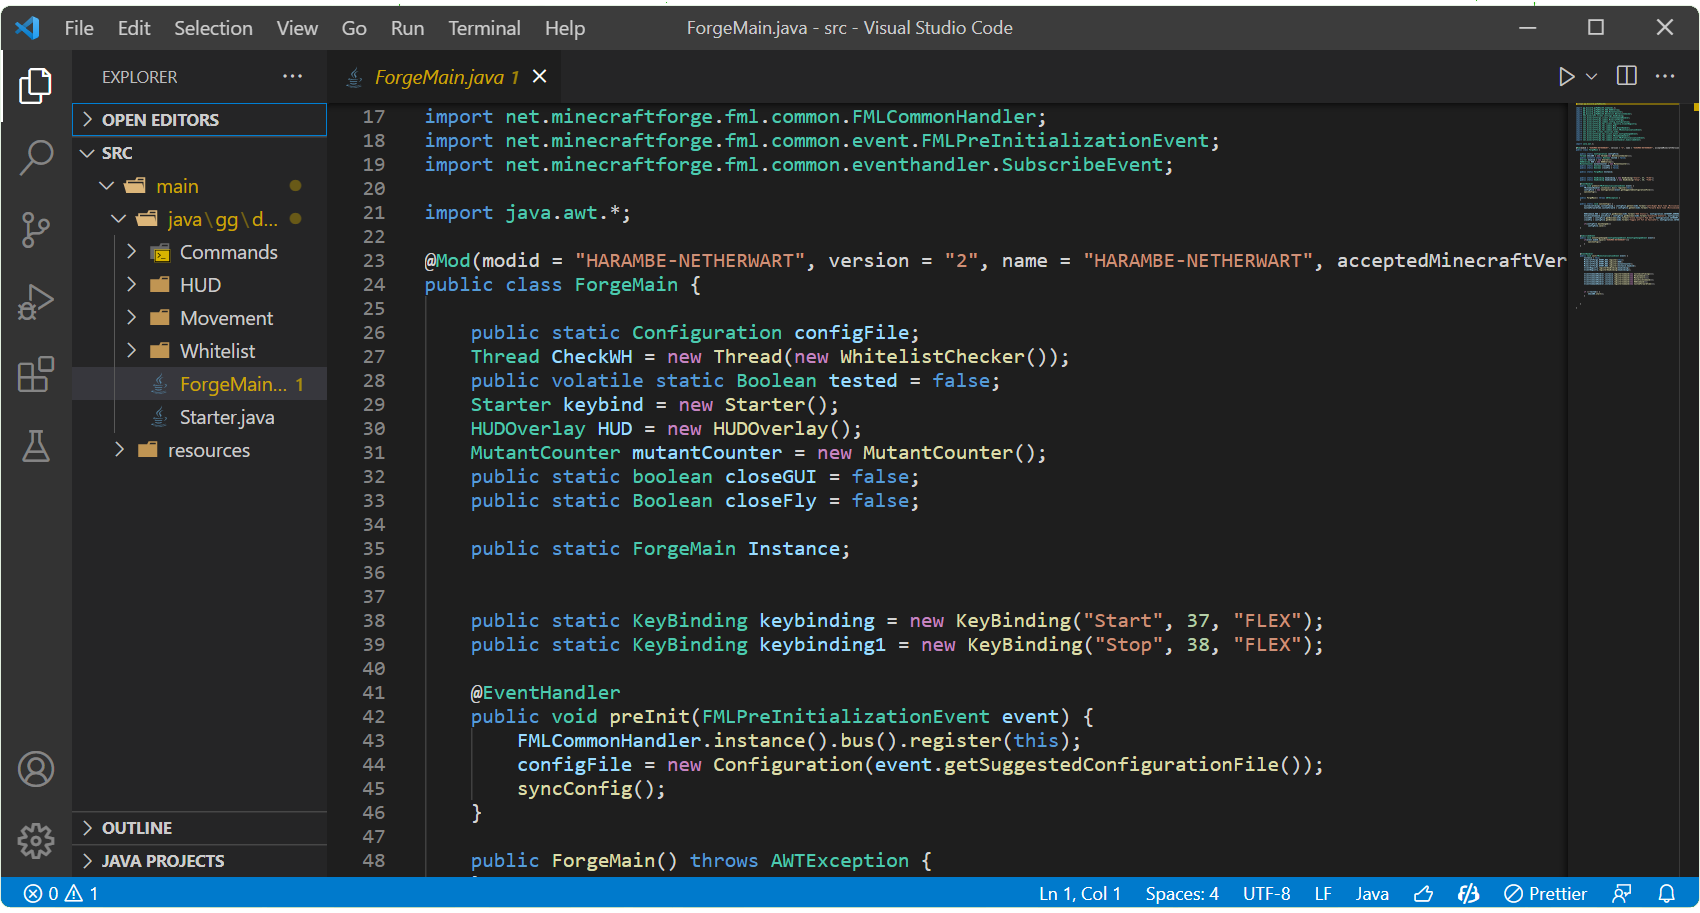 File Edit Selection View Go Run Terminal Help ForgeMain.java - src - Visual Studio Code
EXPLORER
OPEN EDITORS
SRC
main
java\gg\d...
Commands
HUD
Movement
Whitelist
ForgeMain... 1
Starter.java
resources
OUTLINE
JAVA PROJECTS
ForgeMain.java 1
17 import net.minecraftforge.fml.common.FMLCommonHandler;
18 import net.minecraftforge.fml.common.event.FMLPreInitializationEvent;
19 import net.minecraftforge.fml.common.eventhandler.SubscribeEvent;
20
21 import java.awt.*;
22
23 @Mod(modid = "HARAMBE-NETHERWART", version = "2", name = "HARAMBE-NETHERWART", acceptedMinecraftVer
24 public class ForgeMain {
25
26 public static Configuration configFile;
27 Thread CheckWH = new Thread(new WhitelistChecker());
28 public volatile static Boolean tested = false;
29 Starter keybind = new Starter();
30 HUDOverlay HUD = new HUDOverlay();
31 MutantCounter mutantCounter = new MutantCounter();
32 public static boolean closeGUI = false;
33 public static Boolean closeFly = false;
34
35 public static ForgeMain Instance;
36
37
38 public static KeyBinding keybinding = new KeyBinding("Start", 37, "FLEX");
39 public static KeyBinding keybinding1 = new KeyBinding("Stop", 38, "FLEX");
40
41 @EventHandler
42 public void preInit(FMLPreInitializationEvent event) {
43 FMLCommonHandler.instance().bus().register(this);
44 configFile = new Configuration(event.getSuggestedConfigurationFile());
45 syncConfig();
46 }
47
48 public ForgeMain() throws AWTException {
0 1 Ln 1, Col 1 Spaces: 4 UTF-8 LF Java Prettier